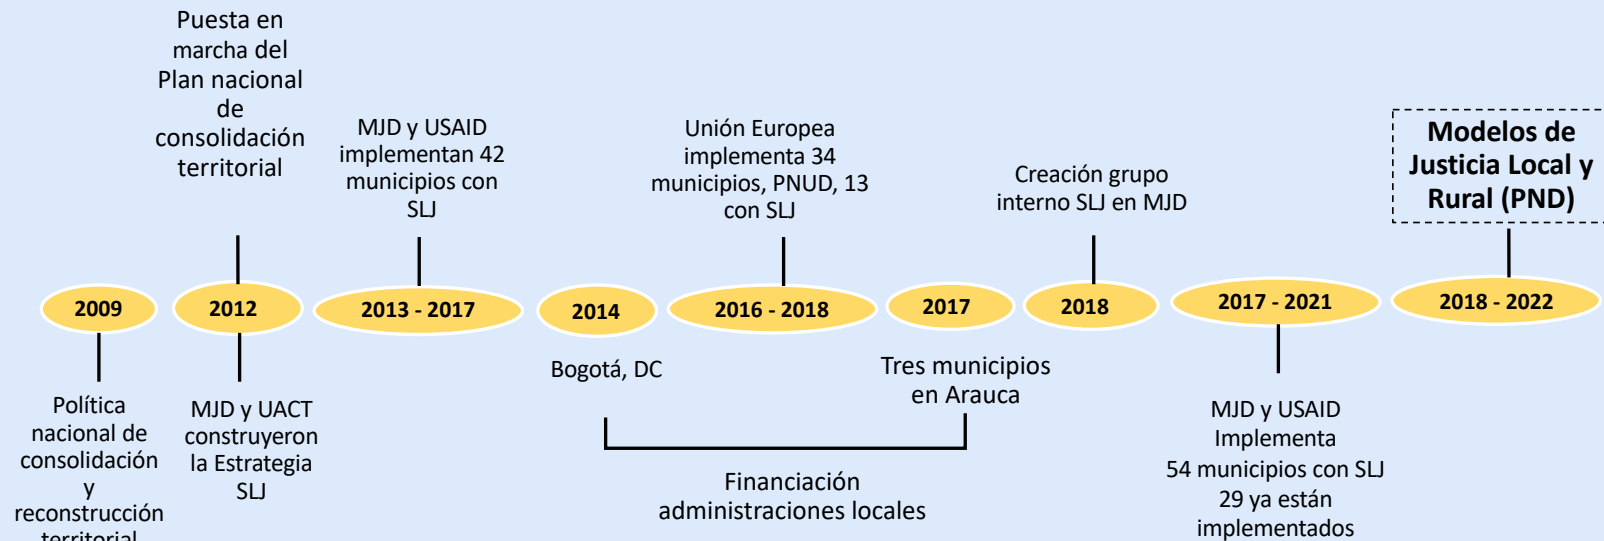 Puesta en
marcha del
Plan nacional
de
consolidación
territorial
MJD y USAID
implementan 42
municipios con
SLJ
Unión Europea
implementa 34
municipios, PNUD, 13
con SLJ
Creación grupo
interno SLJ en MJD
Modelos de
Justicia Local y
Rural (PND)
2009
2012
2013 - 2017
2014
2016 - 2018
2017
2018
2017 - 2021
2018 - 2022
Política
nacional de
consolidación
y
reconstrucción
territorial
MJD y UACT
construyeron
la Estrategia
SLJ
Bogotá, DC
Tres municipios
en Arauca
Financiación
administraciones locales
MJD y USAID
Implementa
54 municipios con SLJ
29 ya están
implementados